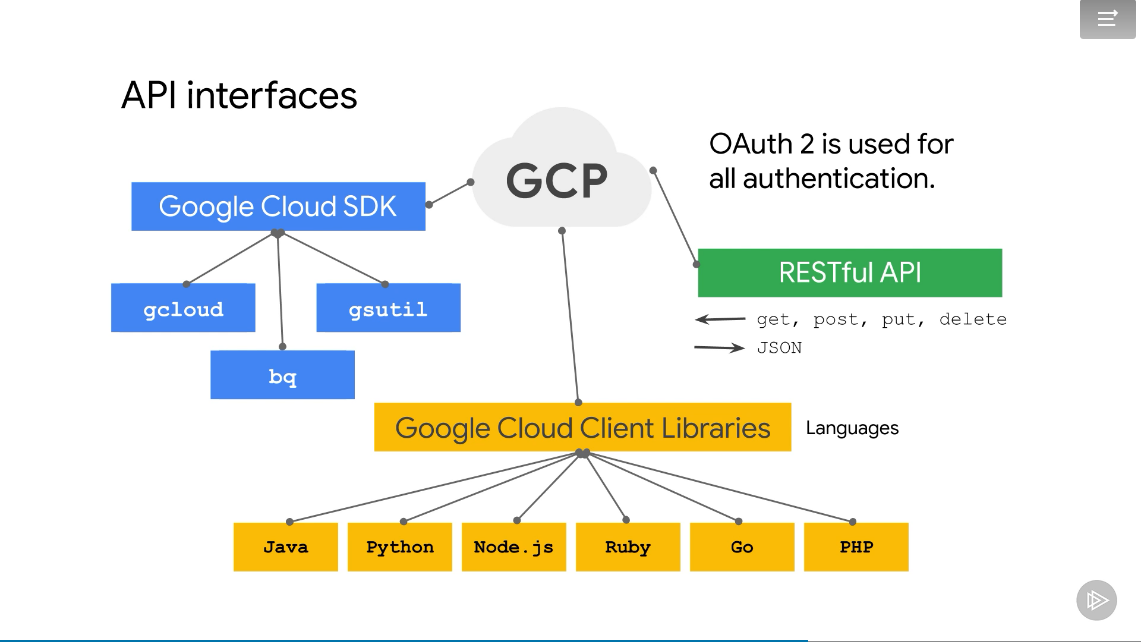 API interfaces
GCP
OAuth 2 is used for
all authentication.
Google Cloud SDK
RESTful API
gcloud
gsutil
get, post, put, delete
JSON
bq
Google Cloud Client Libraries
Languages
Java
Python
Node.js
Ruby
Go
PHP